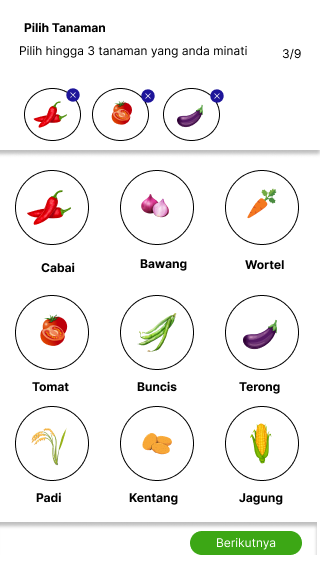 Pilih Tanaman
Pilih hingga 3 tanaman yang anda minati
3/9
Cabai
Bawang
Wortel
Tomat
Buncis
Terong
Padi
Kentang
Jagung
Berikutnya